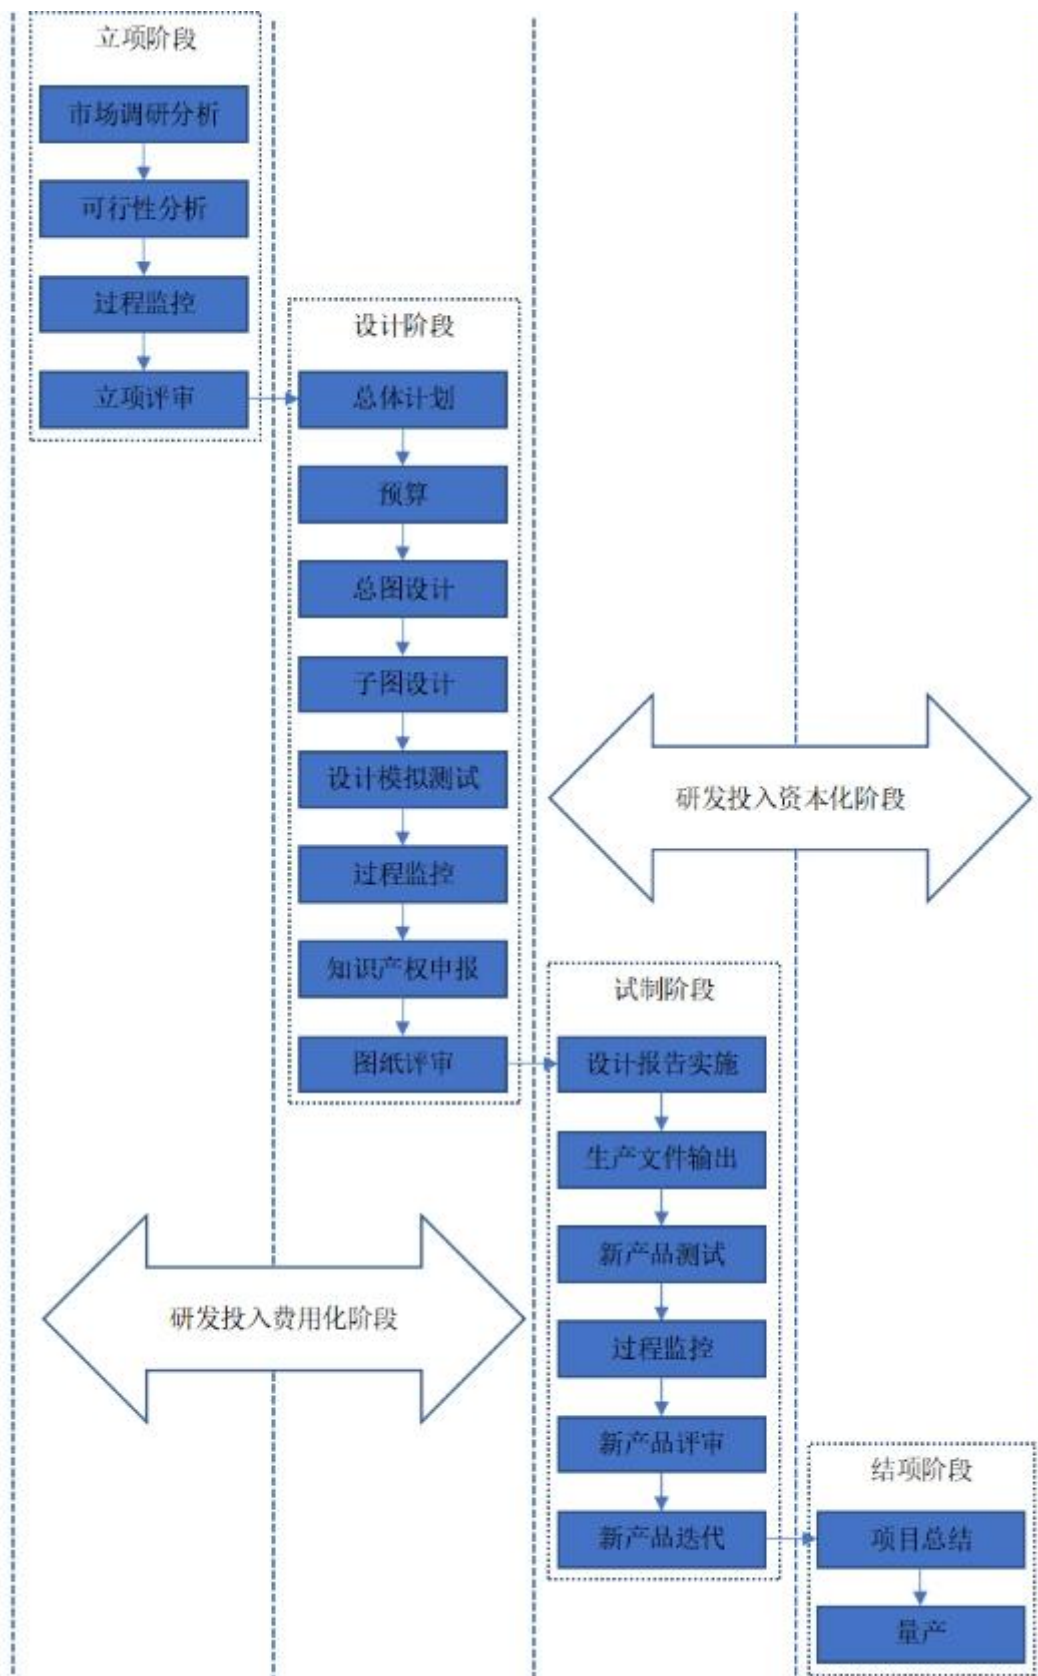 立项阶段
市场调研分析
可行性分析
过程监控
立项评审
设计阶段
总体计划
预算
总图设计
子图设计
设计模拟测试
过程监控
知识产权申报
图纸评审
研发投入资本化阶段
试制阶段
设计报告实施
生产文件输出
新产品测试
过程监控
新产品评审
新产品迭代
研发投入费用化阶段
结项阶段
项目总结
量产